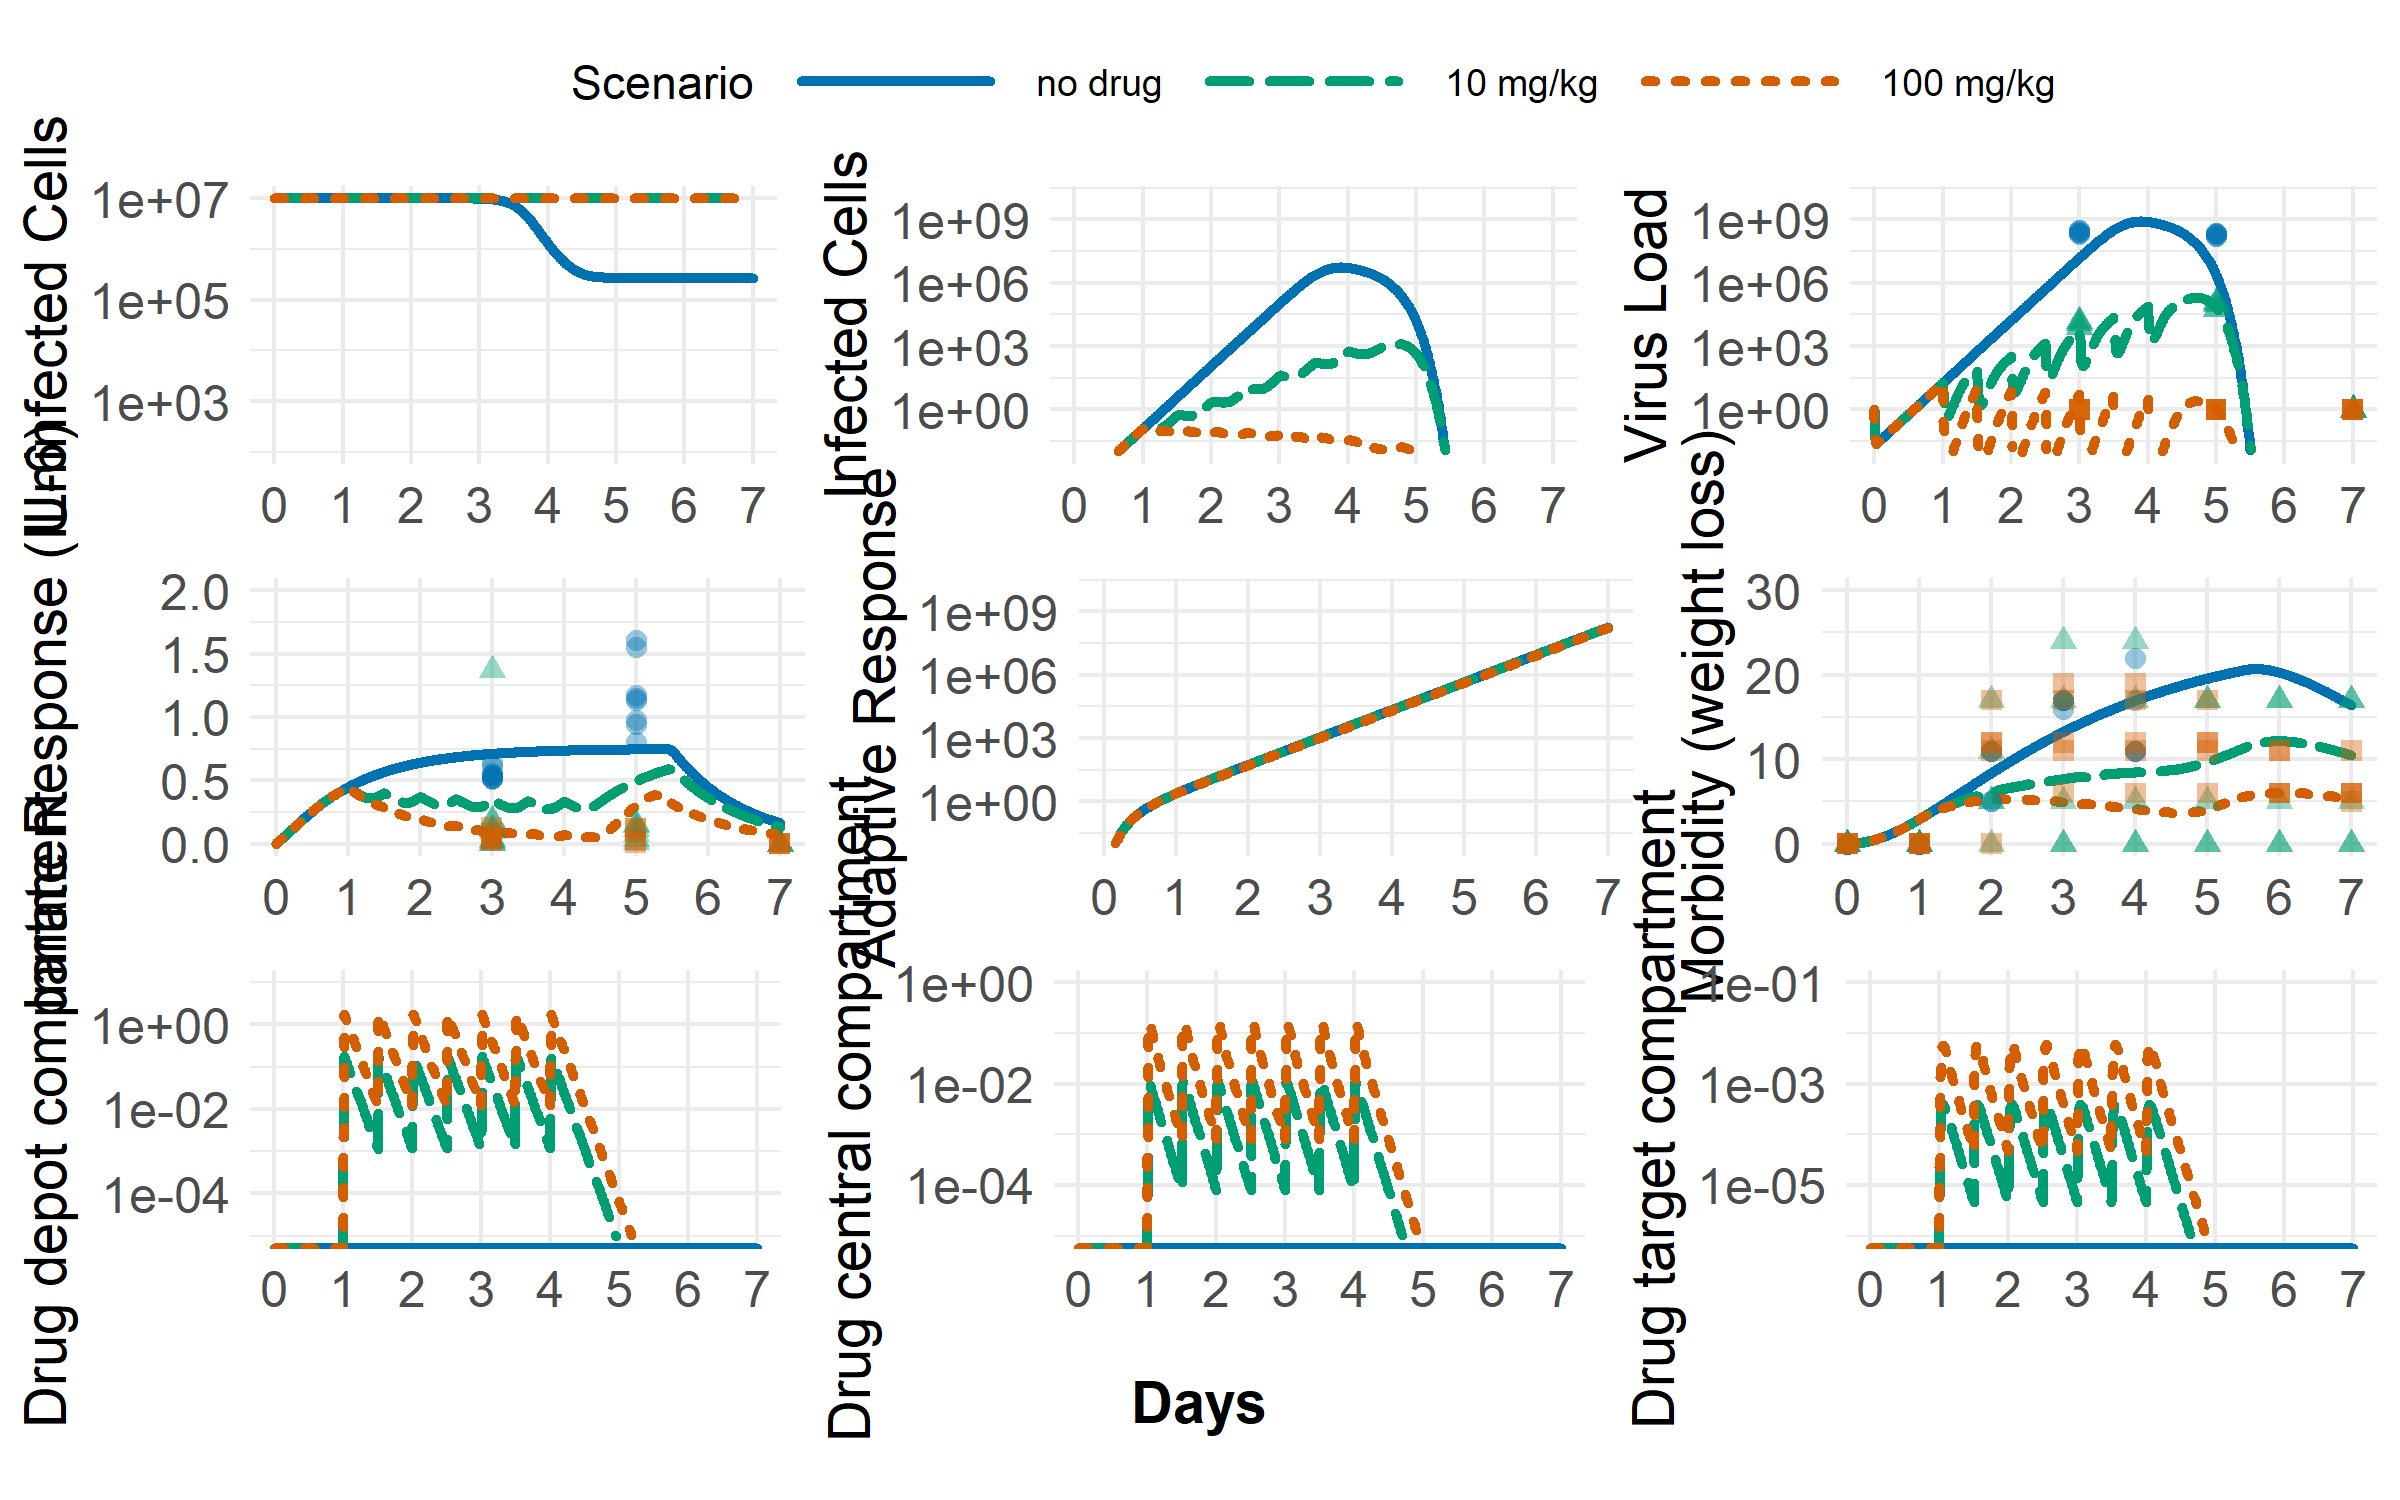 Scenario no drug 10 mg/kg 100 mg/kg
Uninfected Cells
1e+07
1e+05
1e+03
0 1 2 3 4 5 6 7
Infected Cells
1e+09
1e+06
1e+03
1e+00
0 1 2 3 4 5 6 7
Virus Load
1e+09
1e+06
1e+03
1e+00
0 1 2 3 4 5 6 7
Innate Response (IL-6)
2.0
1.5
1.0
0.5
0.0
0 1 2 3 4 5 6 7
Adaptive Response
1e+09
1e+06
1e+03
1e+00
0 1 2 3 4 5 6 7
Morbidity (weight loss)
30
20
10
0
0 1 2 3 4 5 6 7
Drug depot compartment
1e+00
1e-02
1e-04
0 1 2 3 4 5 6 7
Drug central compartment
1e+00
1e-02
1e-04
0 1 2 3 4 5 6 7
Drug target compartment
1e-01
1e-03
1e-05
0 1 2 3 4 5 6 7
Days